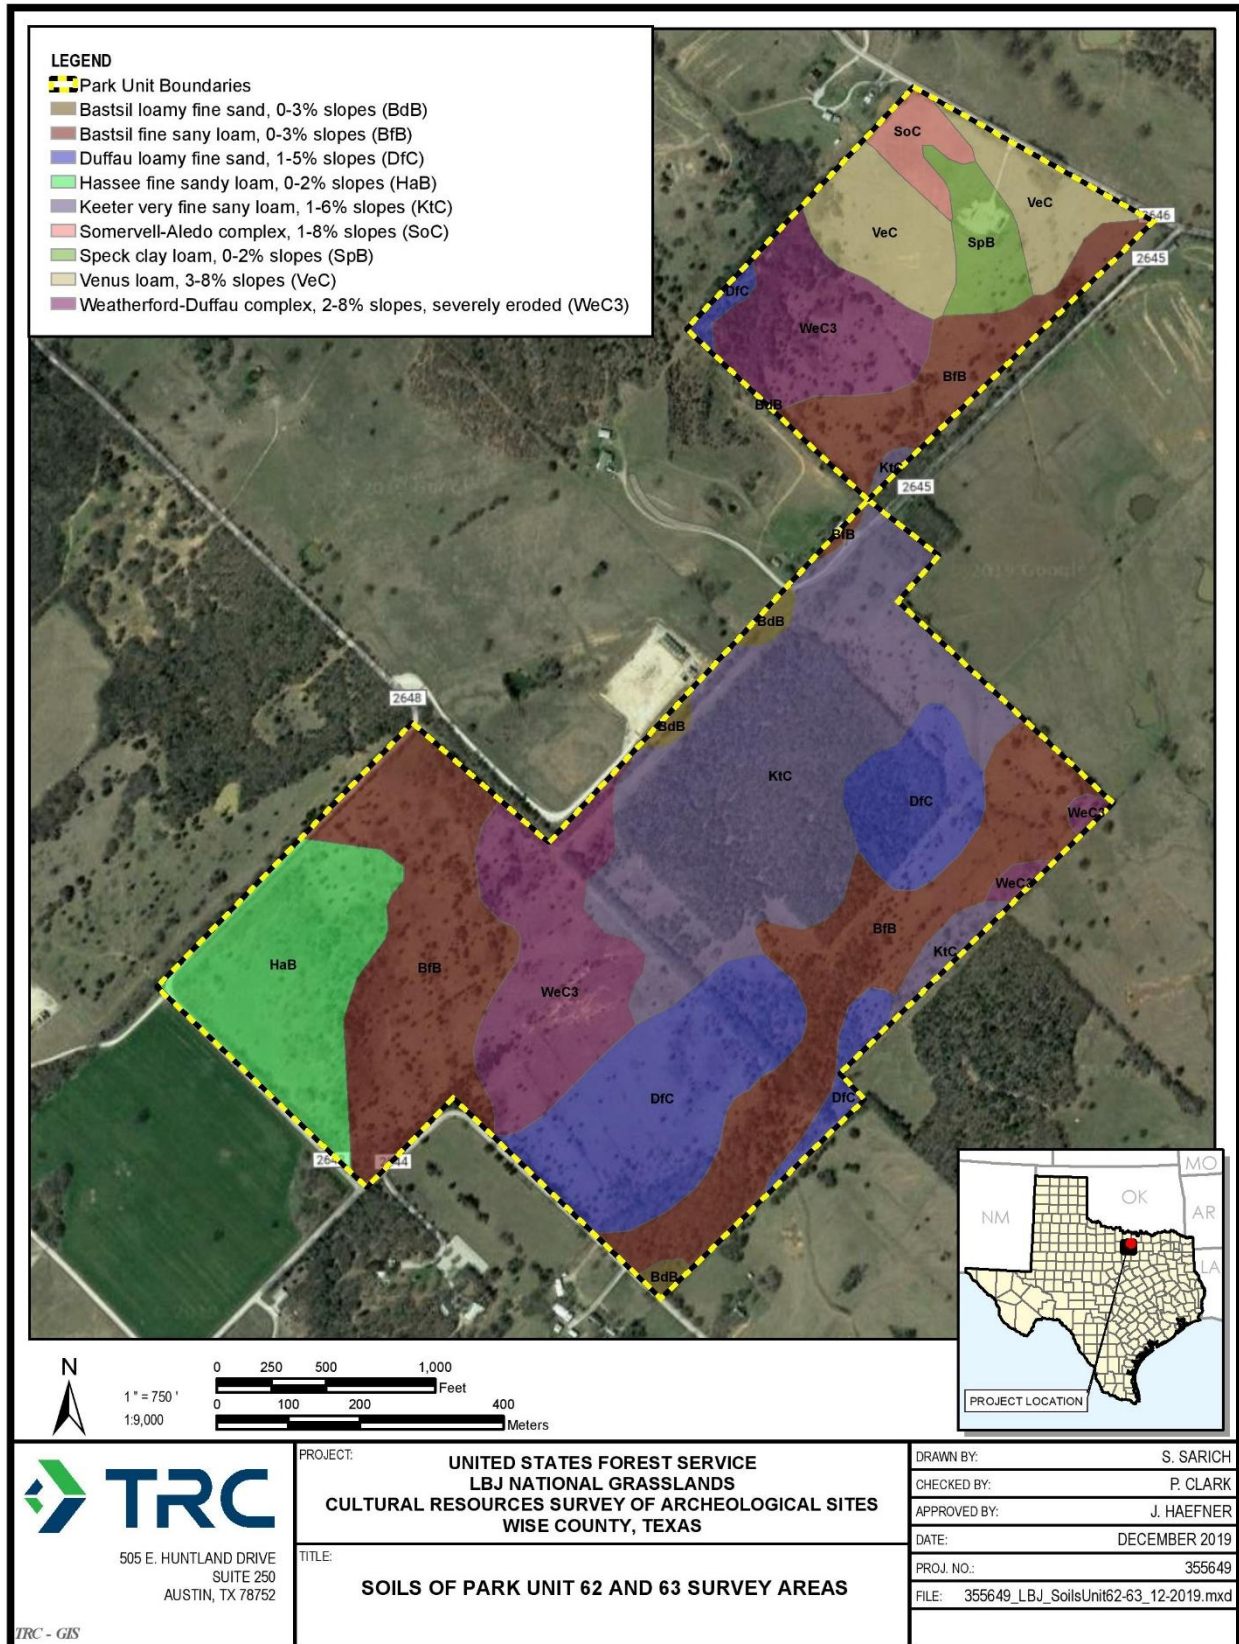 LEGEND
Park Unit Boundaries
Bastsil loamy fine sand, 0-3% slopes (BdB)
Bastsil fine sany loam, 0-3% slopes (BfB)
Duffau loamy fine sand, 1-5% slopes (DfC)
Hassee fine sandy loam, 0-2% slopes (HaB)
Keeter very fine sany loam, 1-6% slopes (KtC)
Somervell-Aledo complex, 1-8% slopes (SoC)
Speck clay loam, 0-2% slopes (SpB)
Venus loam, 3-8% slopes (VeC)
Weatherford-Duffau complex, 2-8% slopes, severely eroded (WeC3)
SoC
VeC
2646
VeC
SpB
2645
DfC
WeC3
BfB
BdB
KtC
2645
BfB
BdB
2648
BdB
KtC
DfC
WeC3
WeC3
BfB
KtC
HaB
BfB
WeC3
DfC
DfC
BdB
MO
OK
NM
AR
LA
PROJECT LOCATION
N
1 " = 750 '
1:9,000
0 250 500 1,000
Feet
0 100 200 400
Meters
TRC
505 E. HUNTLAND DRIVE
SUITE 250
AUSTIN, TX 78752
TRC - GIS
PROJECT:
UNITED STATES FOREST SERVICE
LBJ NATIONAL GRASSLANDS
CULTURAL RESOURCES SURVEY OF ARCHEOLOGICAL SITES
WISE COUNTY, TEXAS
TITLE:
SOILS OF PARK UNIT 62 AND 63 SURVEY AREAS
DRAWN BY: S. SARICH
CHECKED BY: P. CLARK
APPROVED BY: J. HAEFNER
DATE: DECEMBER 2019
PROJ. NO.: 355649
FILE: 355649_LBJ_SoilsUnit62-63_12-2019.mxd